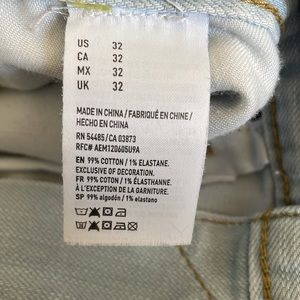 US 32
CA 32
MX 32
UK 32
MADE IN CHINA / FABRIQUÉ EN CHINE /
HECHO EN CHINA
RN 54485 / CA 03873
RFC# AEM120605U9A
EN 99% COTTON / 1% ELASTANE.
EXCLUSIVE OF DECORATION.
FR 99% COTON / 1% ÉLASTHANNE.
À L'EXCEPTION DE LA GARNITURE.
SP 99% algodón / 1% elastano